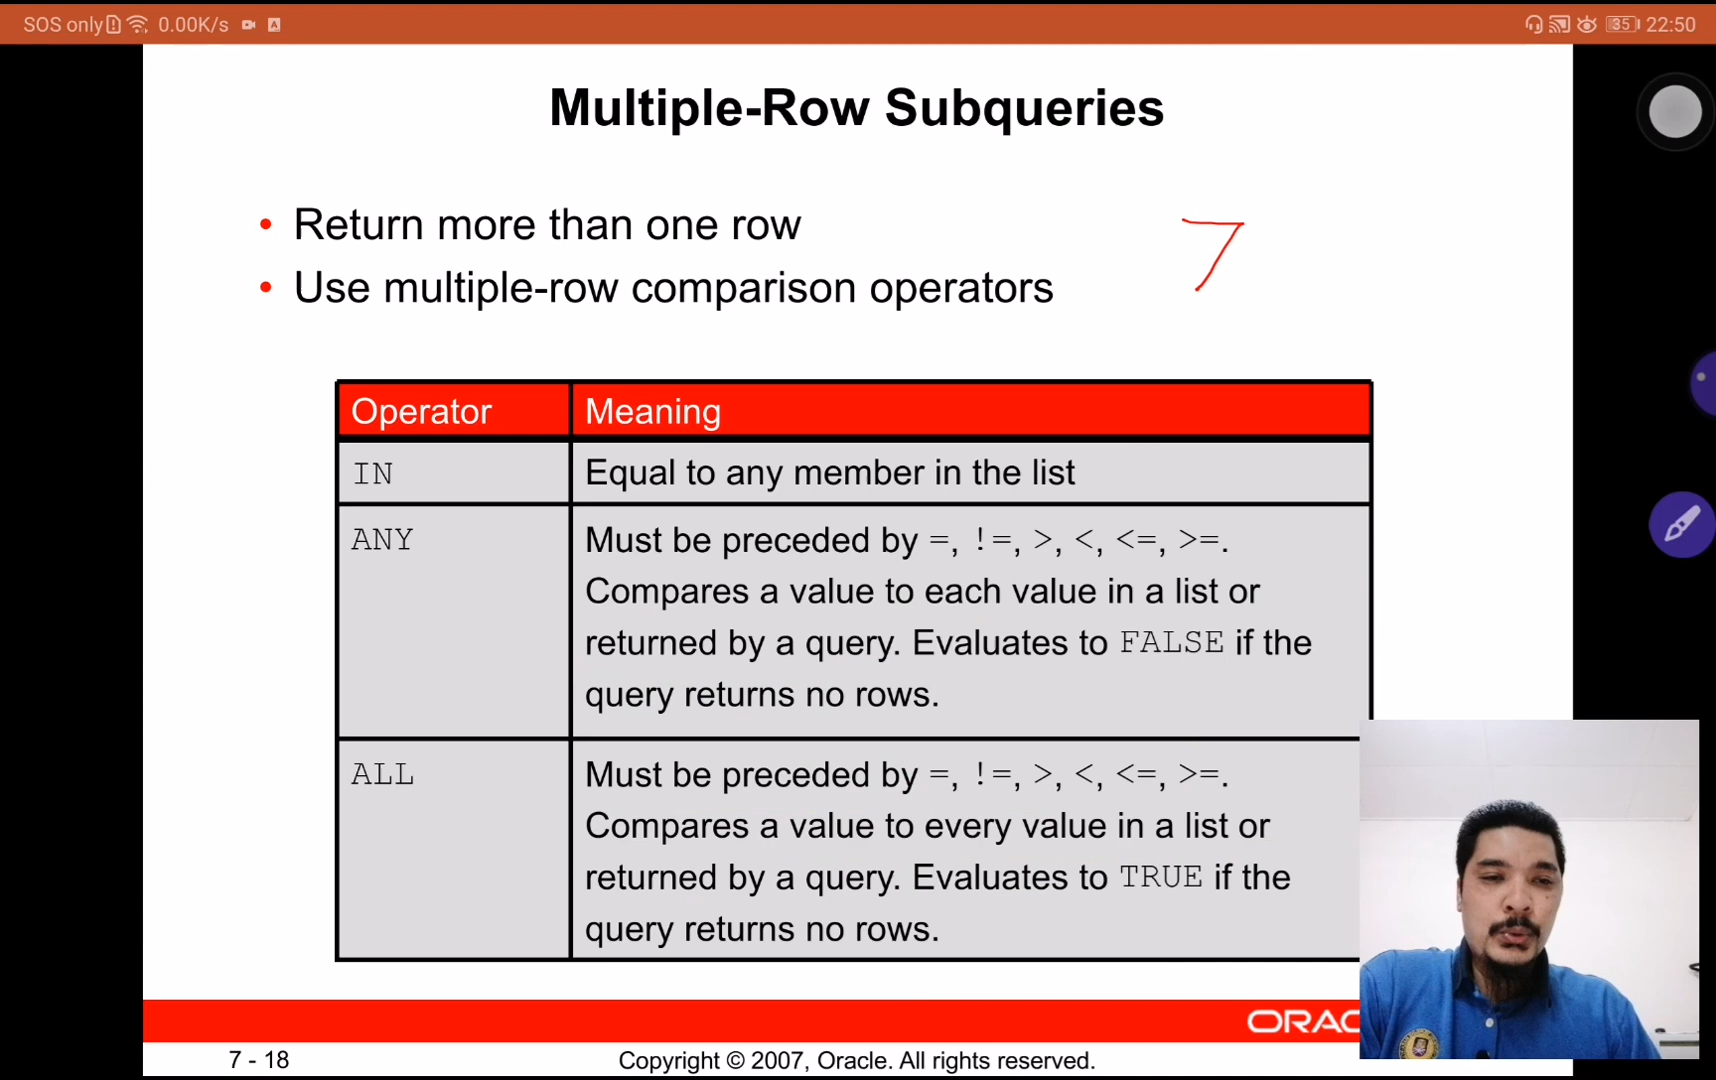 SOS only 0.00K/s A 35 22:50
Multiple-Row Subqueries
• Return more than one row
• Use multiple-row comparison operators
7
Operator Meaning
IN Equal to any member in the list
ANY Must be preceded by =, !=, >, <, <=, >=.
Compares a value to each value in a list or
returned by a query. Evaluates to FALSE if the
query returns no rows.
ALL Must be preceded by =, !=, >, <, <=, >=.
Compares a value to every value in a list or
returned by a query. Evaluates to TRUE if the
query returns no rows.
ORAC
7 - 18 Copyright © 2007, Oracle. All rights reserved.